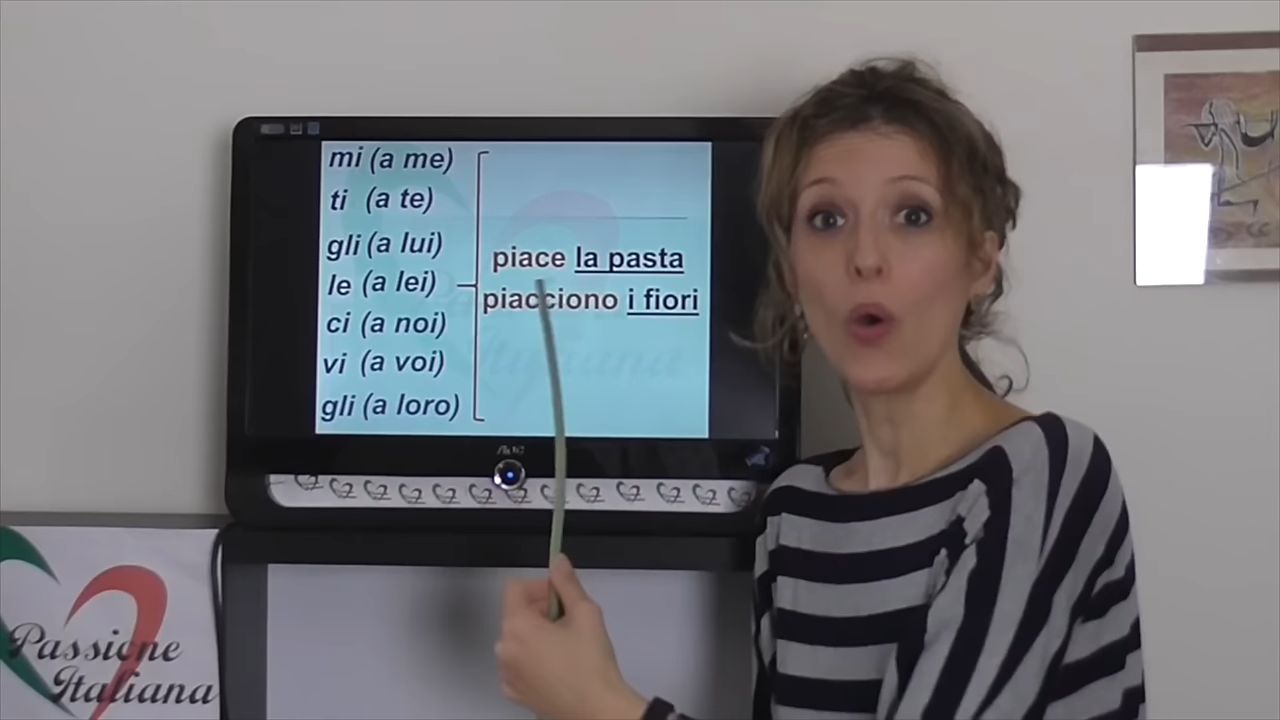 mi (a me)
ti (a te)
gli (a lui)
le (a lei)
ci (a noi)
vi (a voi)
gli (a loro)
piace la pasta
piacciono i fiori
Passione
Italiana